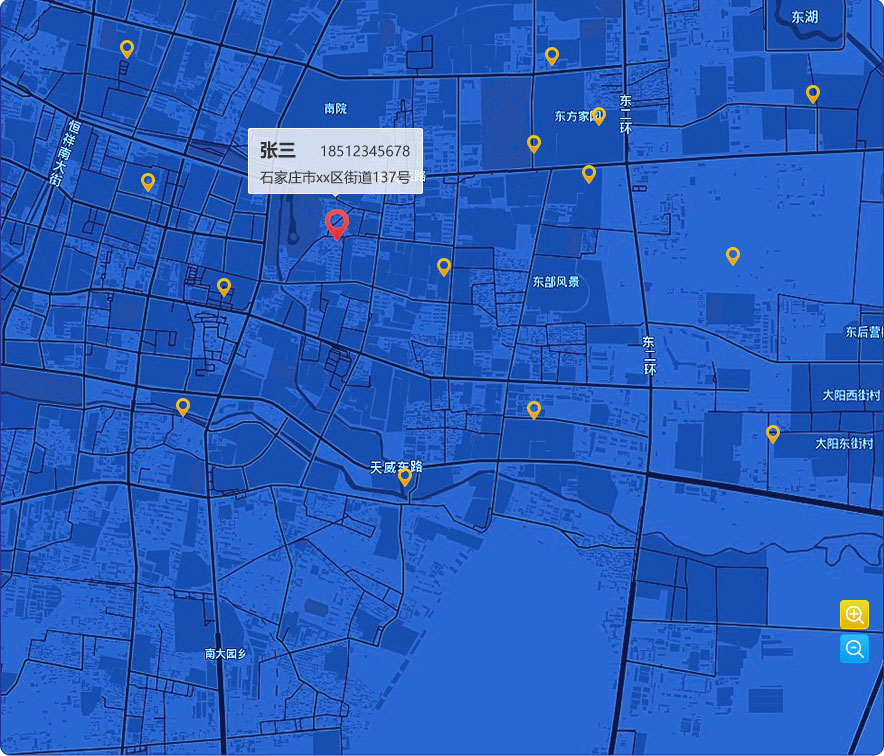 东湖
南院
东方家园
东二环
恒祥南大街
张三 18512345678
石家庄市xx区街道137号
路
东部风景
东后营
东二环
大阳西街村
大阳东街村
天威东路
南大园乡